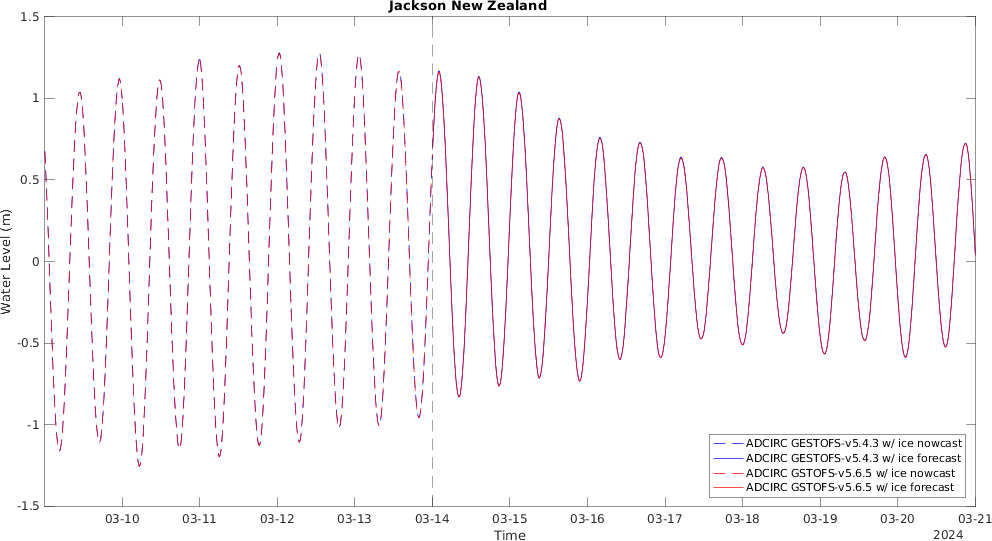 Jackson New Zealand
1.5
1
0.5
0
-0.5
-1
-1.5
Water Level (m)
ADCIRC GESTOFS-v5.4.3 w/ ice nowcast
ADCIRC GESTOFS-v5.4.3 w/ ice forecast
ADCIRC GSTOFS-v5.6.5 w/ ice nowcast
ADCIRC GSTOFS-v5.6.5 w/ ice forecast
03-10 03-11 03-12 03-13 03-14 03-15 03-16 03-17 03-18 03-19 03-20 03-21
Time
2024